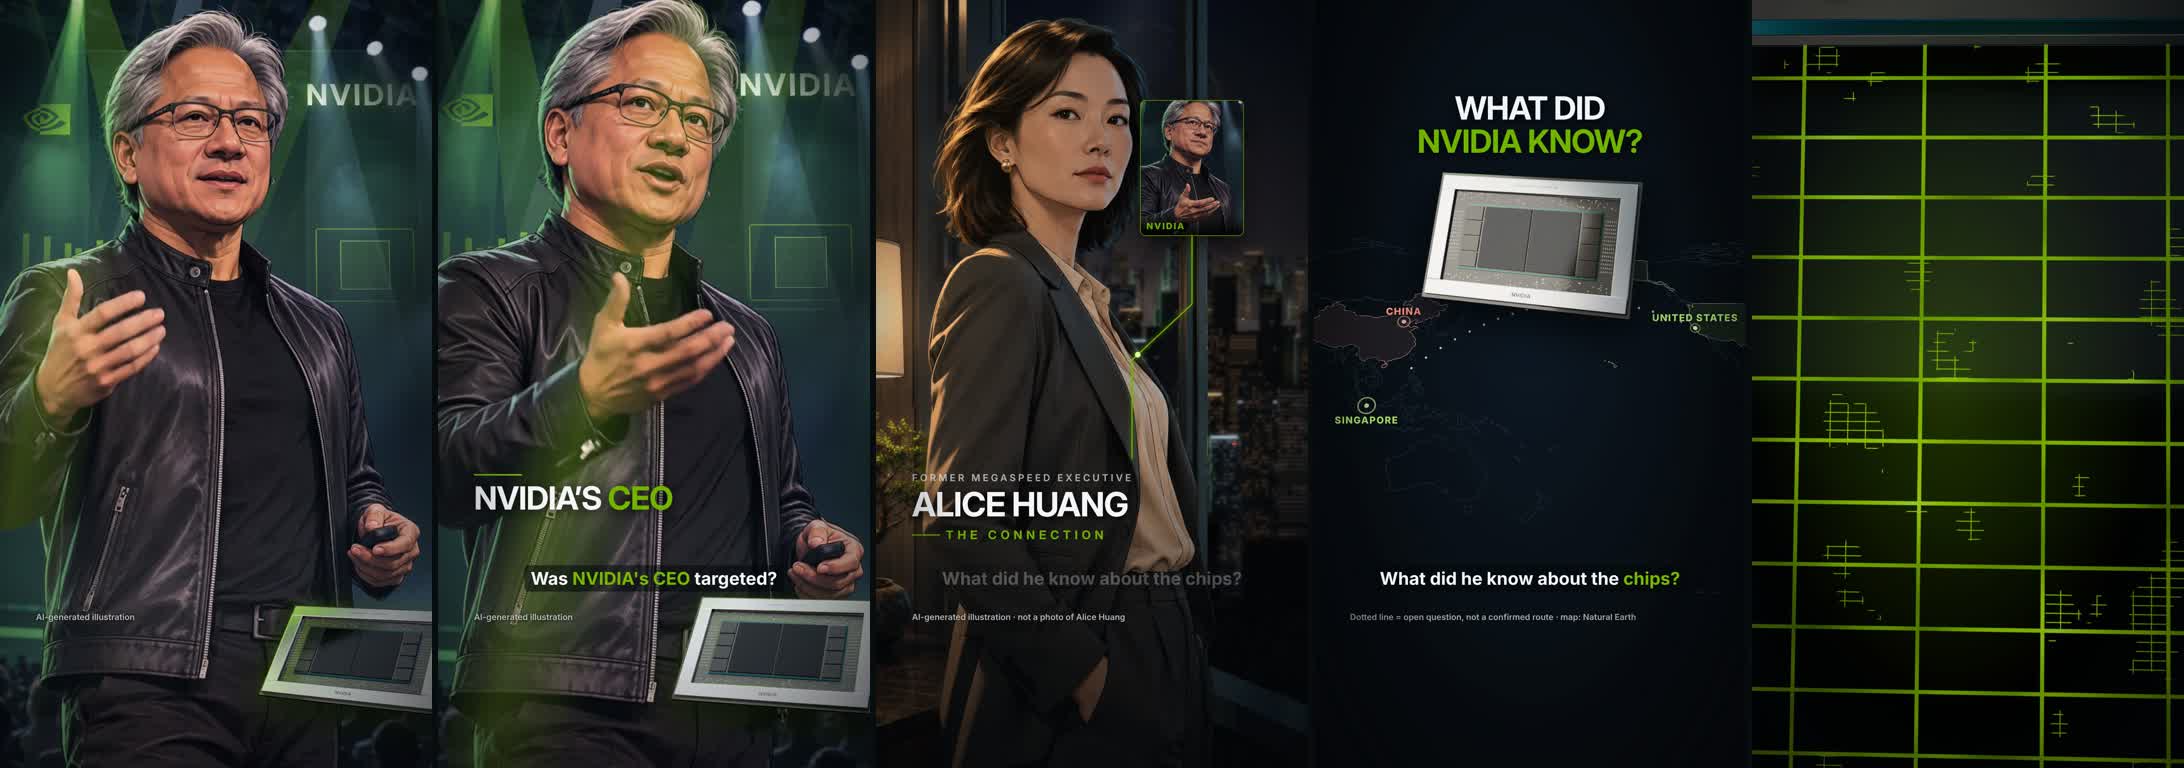 NVIDIA
AI-generated illustration
NVIDIA
NVIDIA
NVIDIA'S CEO
Was NVIDIA's CEO targeted?
AI-generated illustration
NVIDIA
NVIDIA
FORMER MEGASPEED EXECUTIVE
ALICE HUANG
THE CONNECTION
What did he know about the chips?
AI-generated illustration · not a photo of Alice Huang
WHAT DID
NVIDIA KNOW?
NVIDIA
CHINA
UNITED STATES
SINGAPORE
What did he know about the chips?
Dotted line = open question, not a confirmed route · map: Natural Earth